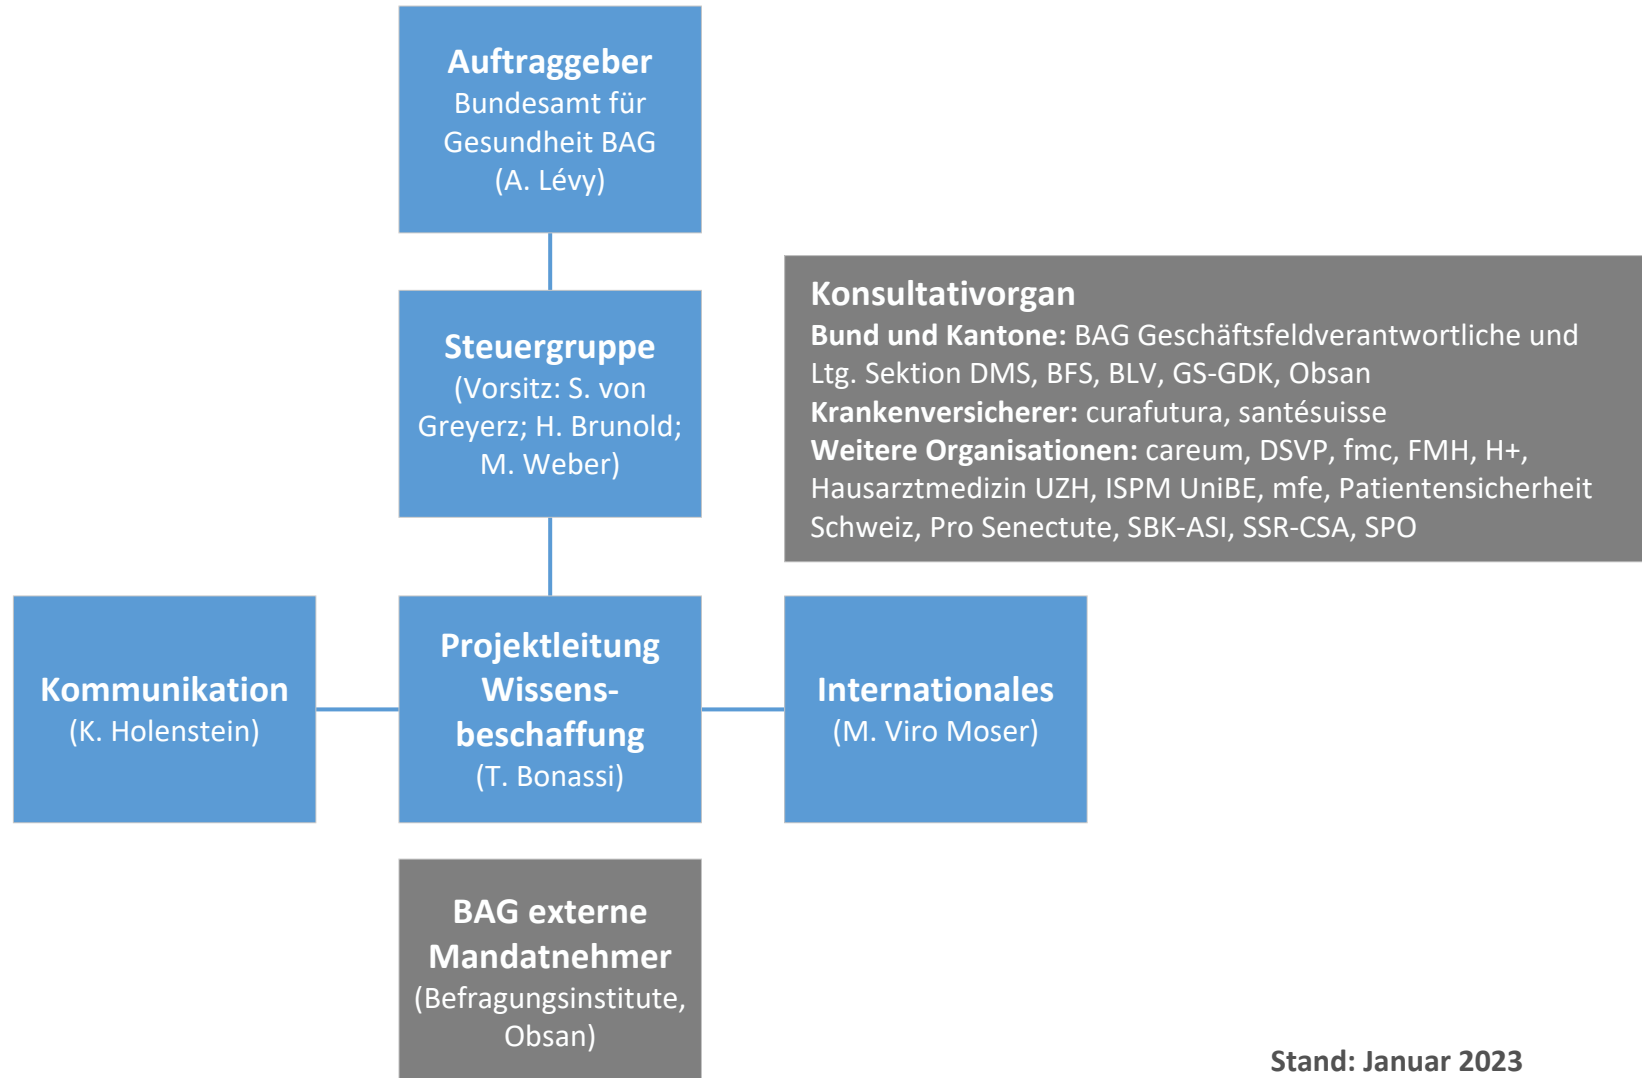 Auftraggeber
Bundesamt für
Gesundheit BAG
(A. Lévy)
Steuergruppe
(Vorsitz: S. von
Greyerz; H. Brunold;
M. Weber)
Konsultativorgan
Bund und Kantone: BAG Geschäftsfeldverantwortliche und
Ltg. Sektion DMS, BFS, BLV, GS-GDK, Obsan
Krankenversicherer: curafutura, santésuisse
Weitere Organisationen: careum, DSVP, fmc, FMH, H+,
Hausarztmedizin UZH, ISPM UniBE, mfe, Patientensicherheit
Schweiz, Pro Senectute, SBK-ASI, SSR-CSA, SPO
Kommunikation
(K. Holenstein)
Projektleitung
Wissens-
beschaffung
(T. Bonassi)
Internationales
(M. Viro Moser)
BAG externe
Mandatnehmer
(Befragungsinstitute,
Obsan)
Stand: Januar 2023